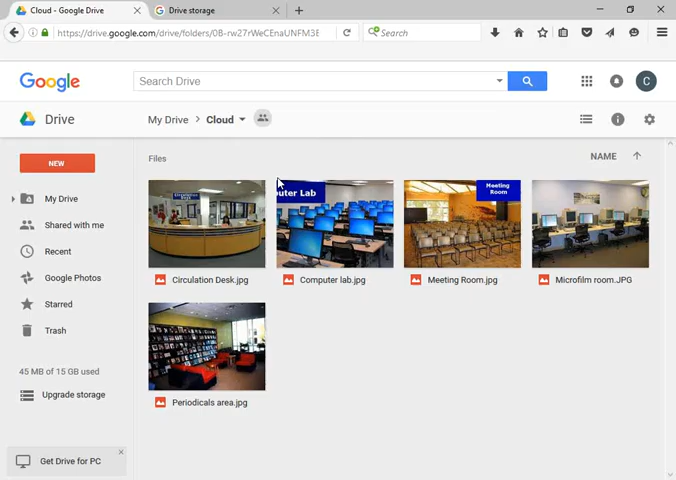 Cloud - Google Drive
Drive storage
https://drive.google.com/drive/folders/0B-rw27rWeCEnaUNFM3E
Search
Google
Search Drive
C
Drive
My Drive
Cloud
NEW
Files
NAME
My Drive
Shared with me
Recent
Google Photos
Starred
Trash
45 MB of 15 GB used
Upgrade storage
Get Drive for PC
Circulation
Desk
uter Lab
Meeting
Room
Circulation Desk.jpg
Computer lab.jpg
Meeting Room.jpg
Microfilm room.JPG
Periodicals area.jpg